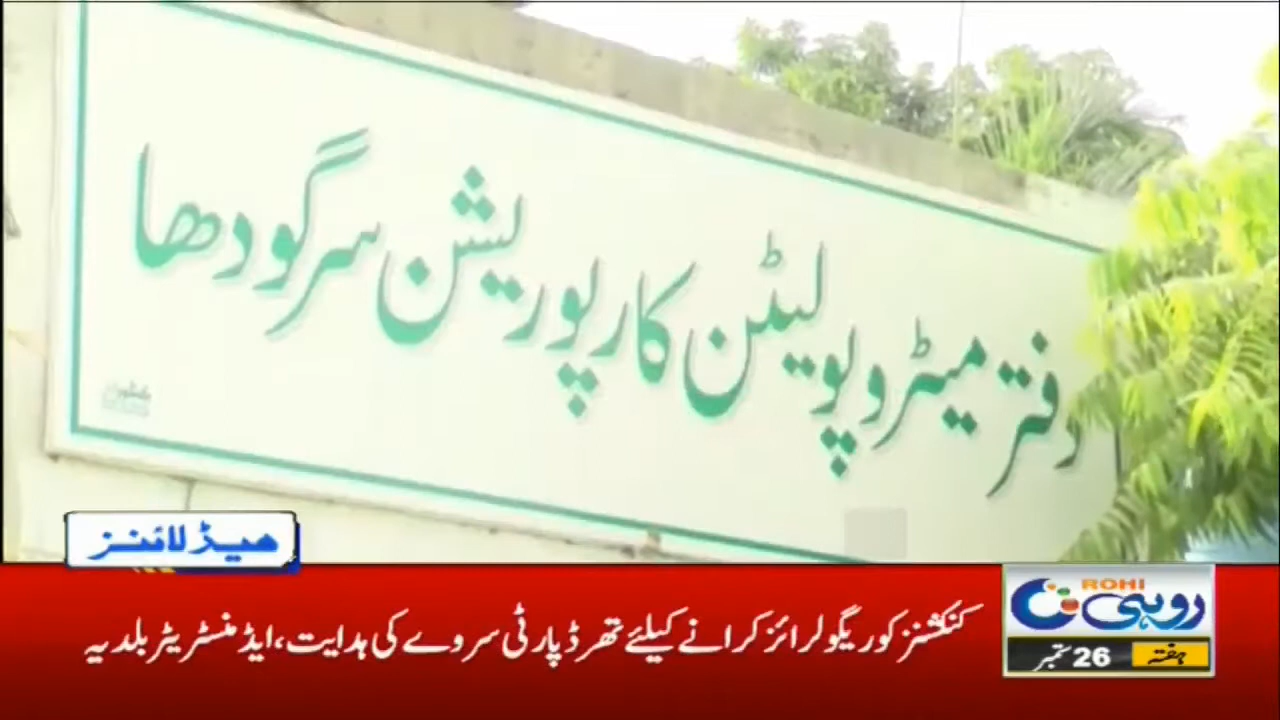 دفتر میٹروپولیٹن کارپوریشن سرگودھا
ہیڈلائنز
کنکشنز کو ریگولرائز کرانے کیلئے تھرڈ پارٹی سروے کی ہدایت، ایڈمنسٹریٹر بلدیہ
ROHI
روہی
ہفتہ 26 ستمبر